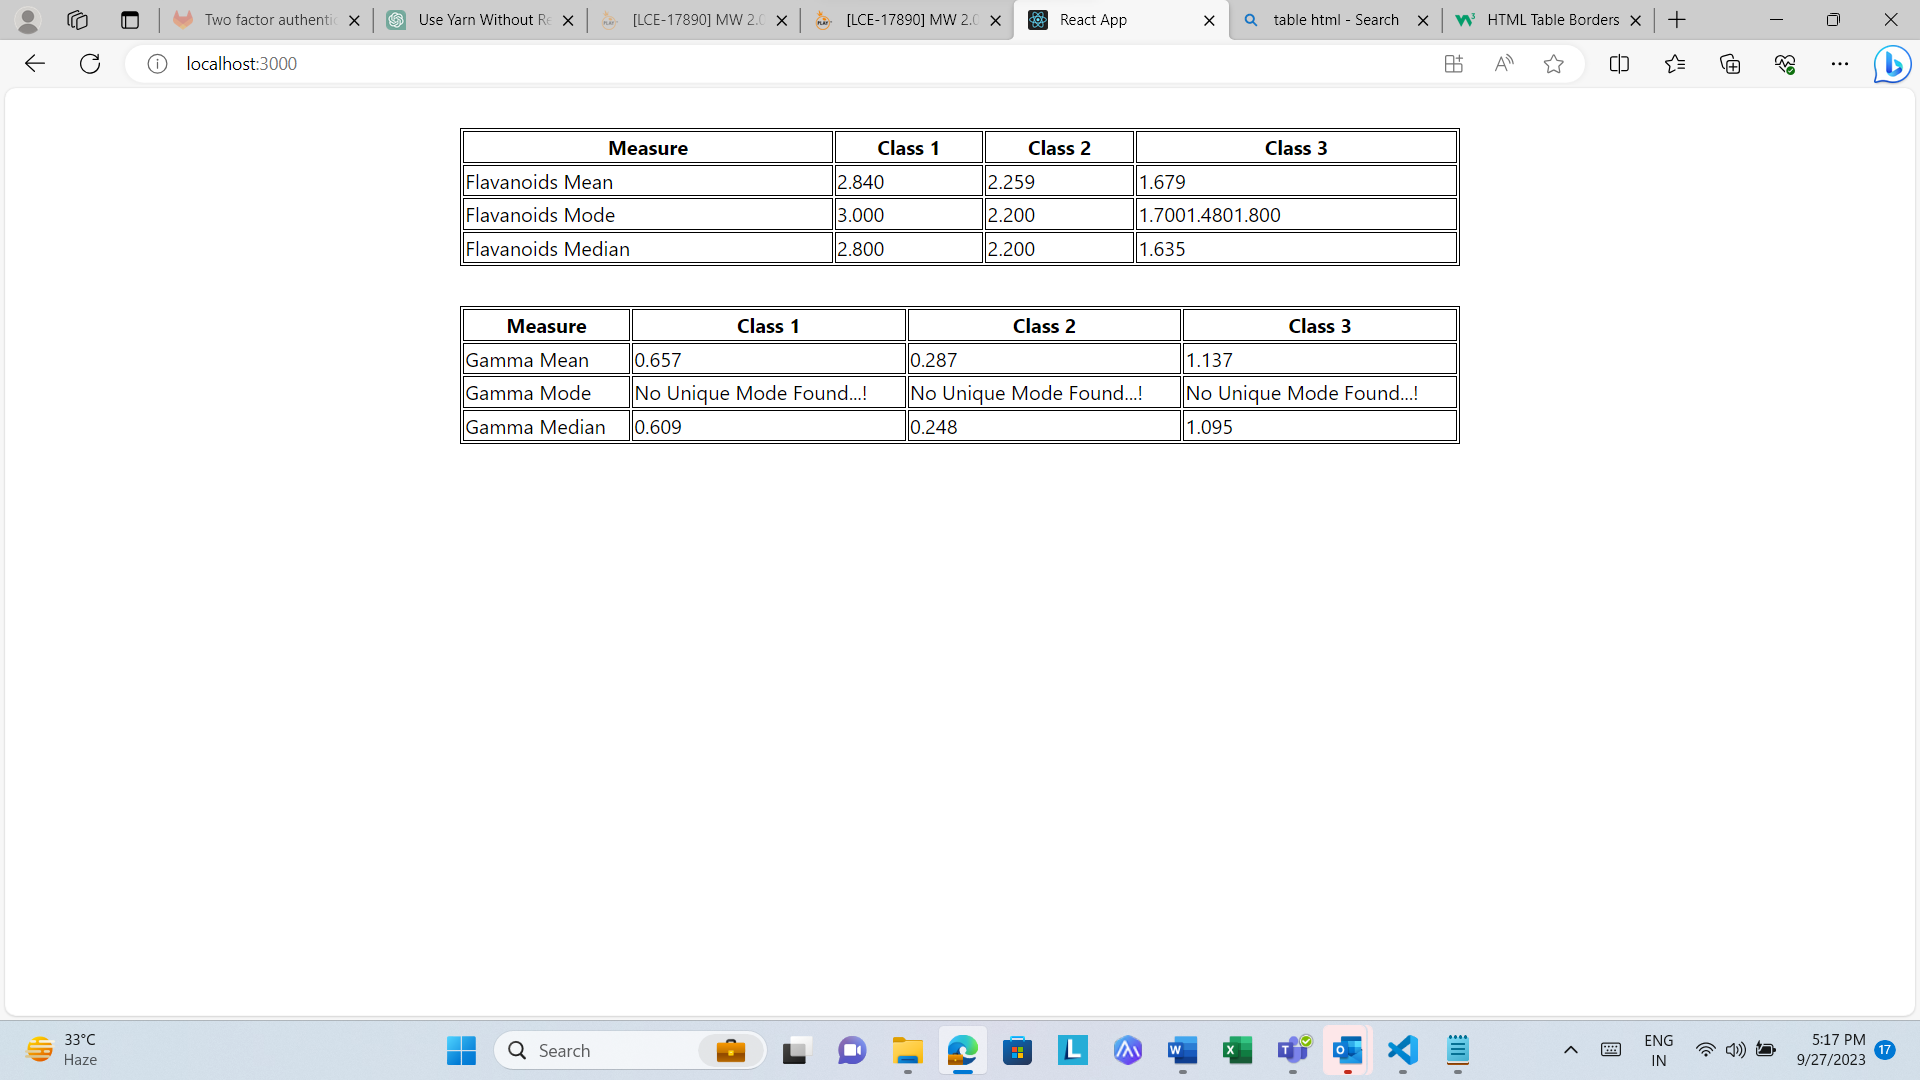 Two factor authentic
Use Yarn Without Re
[LCE-17890] MW 2.0
[LCE-17890] MW 2.0
React App
table html - Search
HTML Table Borders
localhost:3000
Measure Class 1 Class 2 Class 3
Flavanoids Mean 2.840 2.259 1.679
Flavanoids Mode 3.000 2.200 1.7001.4801.800
Flavanoids Median 2.800 2.200 1.635
Measure Class 1 Class 2 Class 3
Gamma Mean 0.657 0.287 1.137
Gamma Mode No Unique Mode Found...! No Unique Mode Found...! No Unique Mode Found...!
Gamma Median 0.609 0.248 1.095
33°C
Haze
Search
ENG
IN
5:17 PM
9/27/2023
17